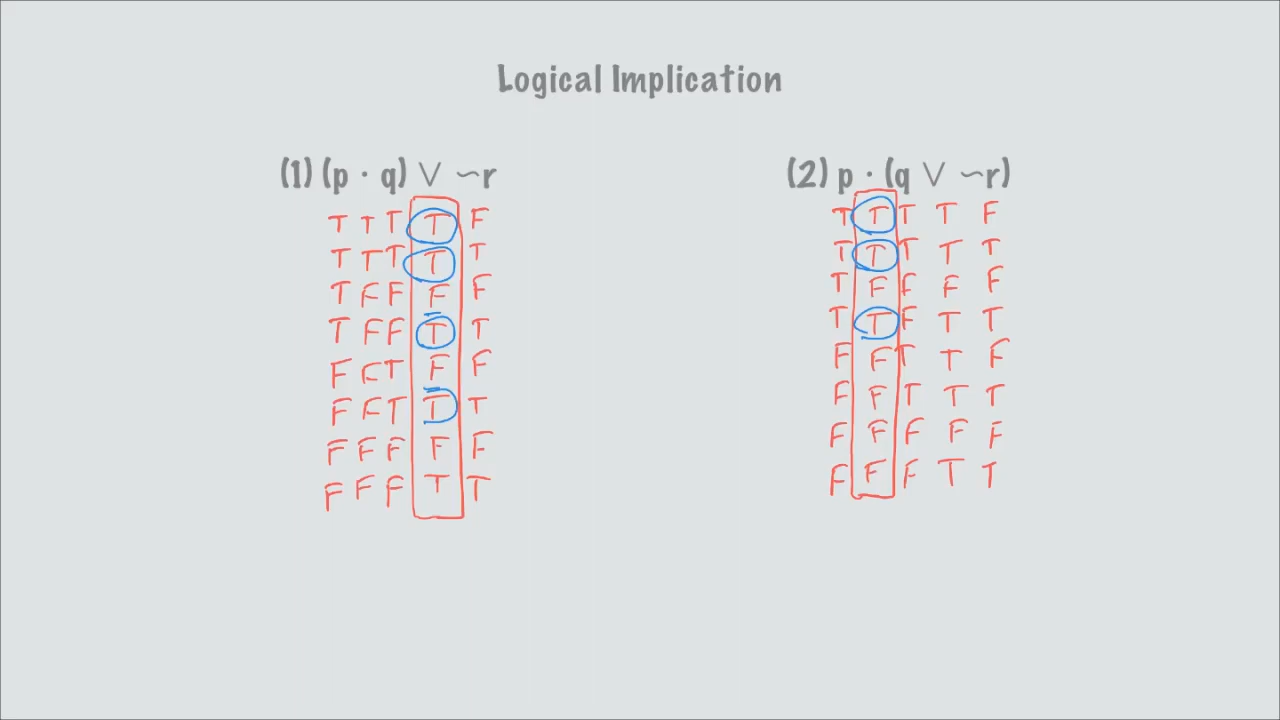 Logical Implication
(1) (p · q) ∨ ∼r
T T T T F
T T T T T
T F F F F
T F F T T
F F T F F
F F T T T
F F F F F
F F F T T
(2) p · (q ∨ ∼r)
T T T T F
T T T T T
T F F F F
T T F T T
F F T T F
F F T T T
F F F F F
F F F T T